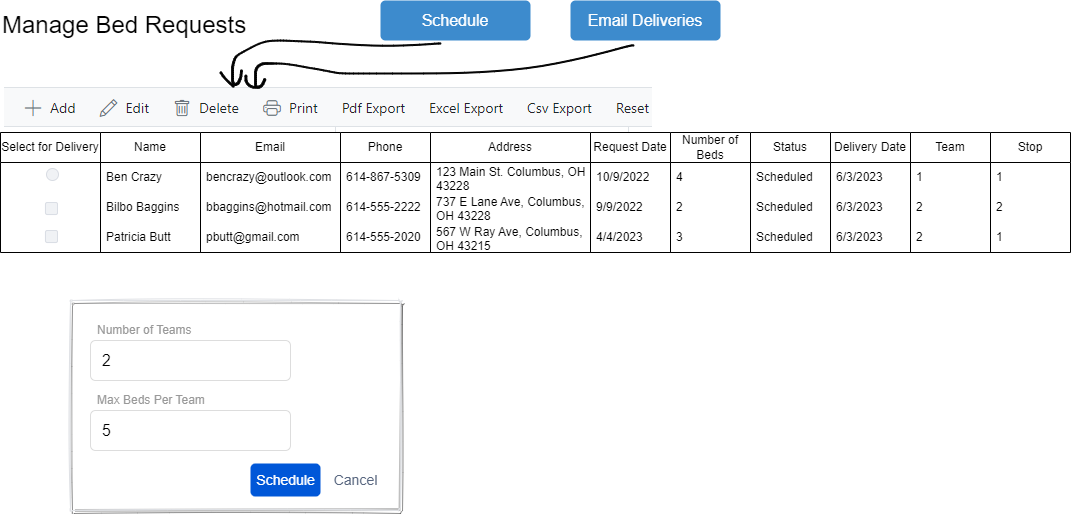 Manage Bed Requests
Schedule
Email Deliveries
Add Edit Delete Print Pdf Export Excel Export Csv Export Reset
Select for Delivery Name Email Phone Address Request Date Number of Beds Status Delivery Date Team Stop
Ben Crazy bencrazy@outlook.com 614-867-5309 123 Main St. Columbus, OH 43228 10/9/2022 4 Scheduled 6/3/2023 1 1
Bilbo Baggins bbaggins@hotmail.com 614-555-2222 737 E Lane Ave, Columbus, OH 43228 9/9/2022 2 Scheduled 6/3/2023 2 2
Patricia Butt pbutt@gmail.com 614-555-2020 567 W Ray Ave, Columbus, OH 43215 4/4/2023 3 Scheduled 6/3/2023 2 1
Number of Teams
2
Max Beds Per Team
5
Schedule Cancel